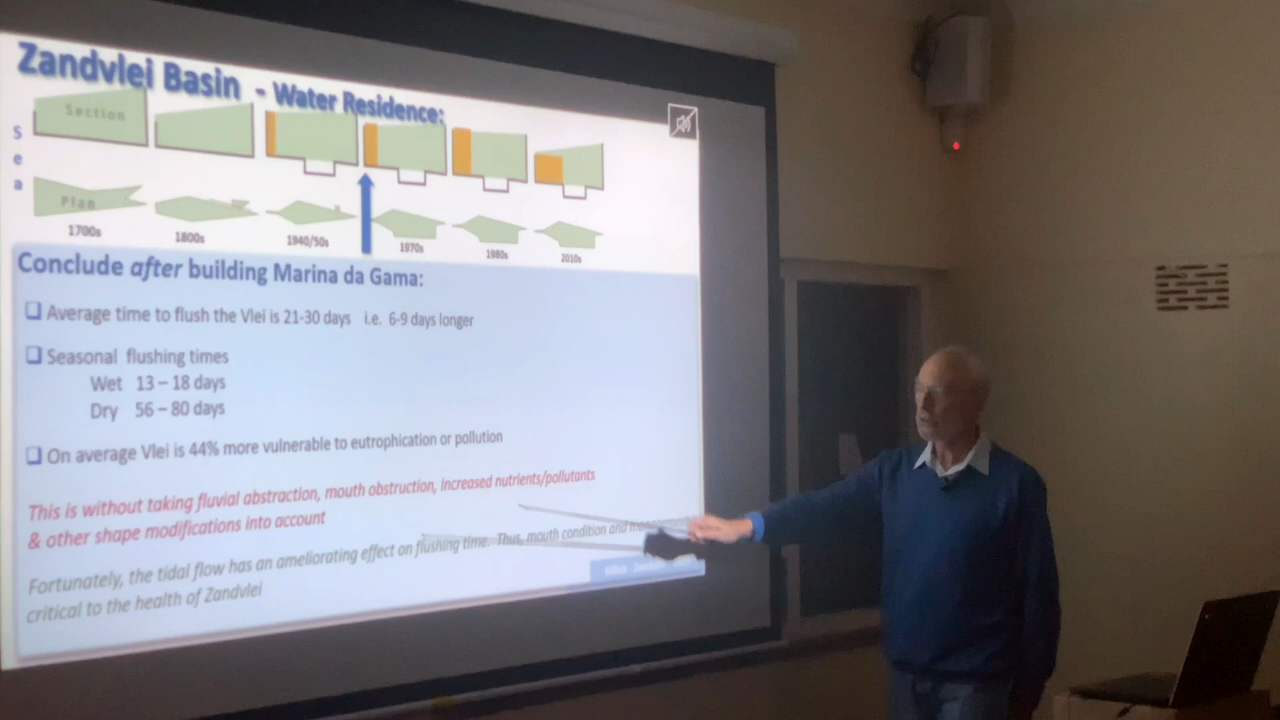 Zandvlei Basin - Water Residence:
Section
Sea
Plan
1700s
1800s
1940/50s
1970s
1980s
2010s
Conclude after building Marina da Gama:
Average time to flush the Vlei is 21-30 days i.e. 6-9 days longer
Seasonal flushing times
Wet 13 – 18 days
Dry 56 – 80 days
On average Vlei is 44% more vulnerable to eutrophication or pollution
This is without taking fluvial abstraction, mouth obstruction, increased nutrients/pollutants
& other shape modifications into account
Fortunately, the tidal flow has an ameliorating effect on flushing time. Thus, mouth condition and
critical to the health of Zandvlei